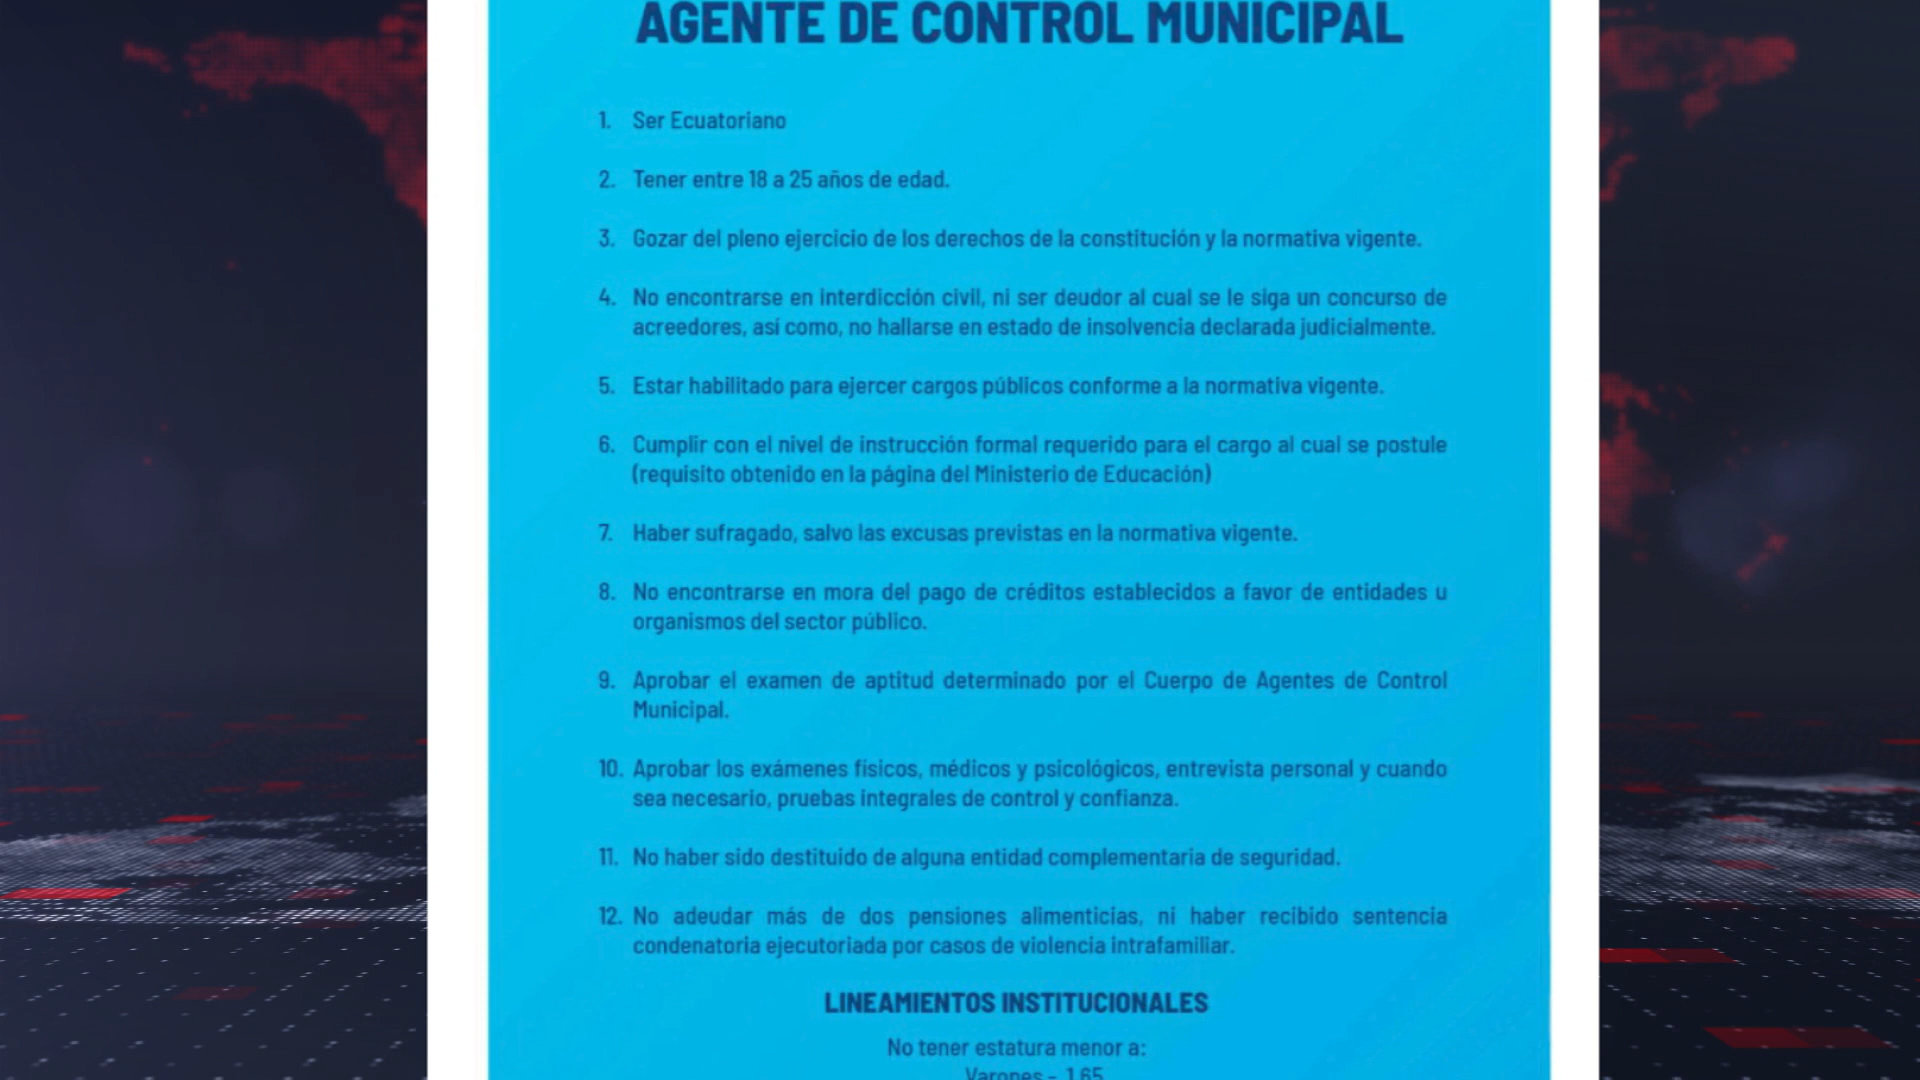 AGENTE DE CONTROL MUNICIPAL
1. Ser Ecuatoriano
2. Tener entre 18 a 25 años de edad.
3. Gozar del pleno ejercicio de los derechos de la constitución y la normativa vigente.
4. No encontrarse en interdicción civil, ni ser deudor al cual se le siga un concurso de
acreedores, así como, no hallarse en estado de insolvencia declarada judicialmente.
5. Estar habilitado para ejercer cargos públicos conforme a la normativa vigente.
6. Cumplir con el nivel de instrucción formal requerido para el cargo al cual se postule
(requisito obtenido en la página del Ministerio de Educación)
7. Haber sufragado, salvo las excusas previstas en la normativa vigente.
8. No encontrarse en mora del pago de créditos establecidos a favor de entidades u
organismos del sector público.
9. Aprobar el examen de aptitud determinado por el Cuerpo de Agentes de Control
Municipal.
10. Aprobar los exámenes físicos, médicos y psicológicos, entrevista personal y cuando
sea necesario, pruebas integrales de control y confianza.
11. No haber sido destituido de alguna entidad complementaria de seguridad.
12. No adeudar más de dos pensiones alimenticias, ni haber recibido sentencia
condenatoria ejecutoriada por casos de violencia intrafamiliar.
LINEAMIENTOS INSTITUCIONALES
No tener estatura menor a:
Varones - 1.65